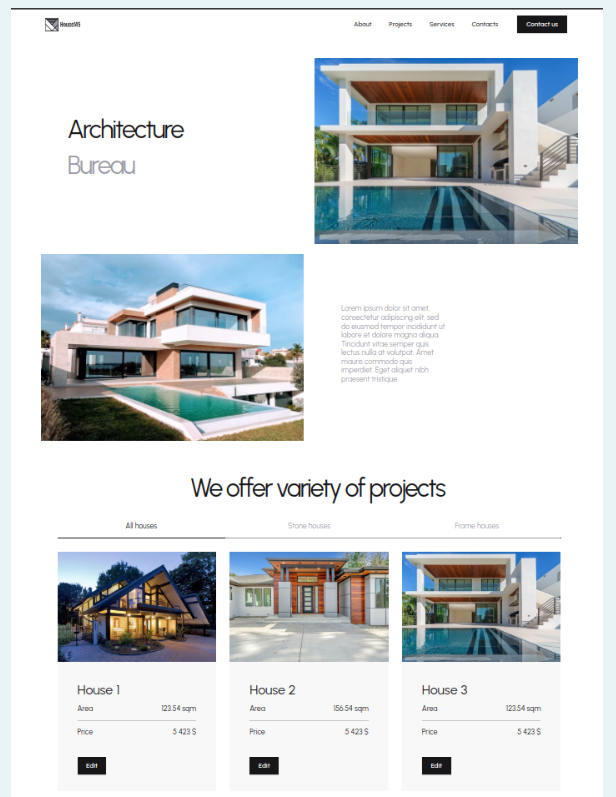 HouseVG
About
Projects
Services
Contacts
Contact us
Architecture
Bureau
Lorem ipsum dolor sit amet,
consectetur adipiscing elit, sed
do eiusmod tempor incididunt ut
labore et dolore magna aliqua.
Tincidunt vitae semper quis
lectus nulla at volutpat. Amet
mauris commodo quis
imperdiet. Eget aliquet nibh
praesent tristique
We offer variety of projects
All houses
Stone houses
Frame houses
House 1
Area 123.54 sqm
Price 5 423 $
Edit
House 2
Area 156.54 sqm
Price 5 423 $
Edit
House 3
Area 123.54 sqm
Price 5 423 $
Edit